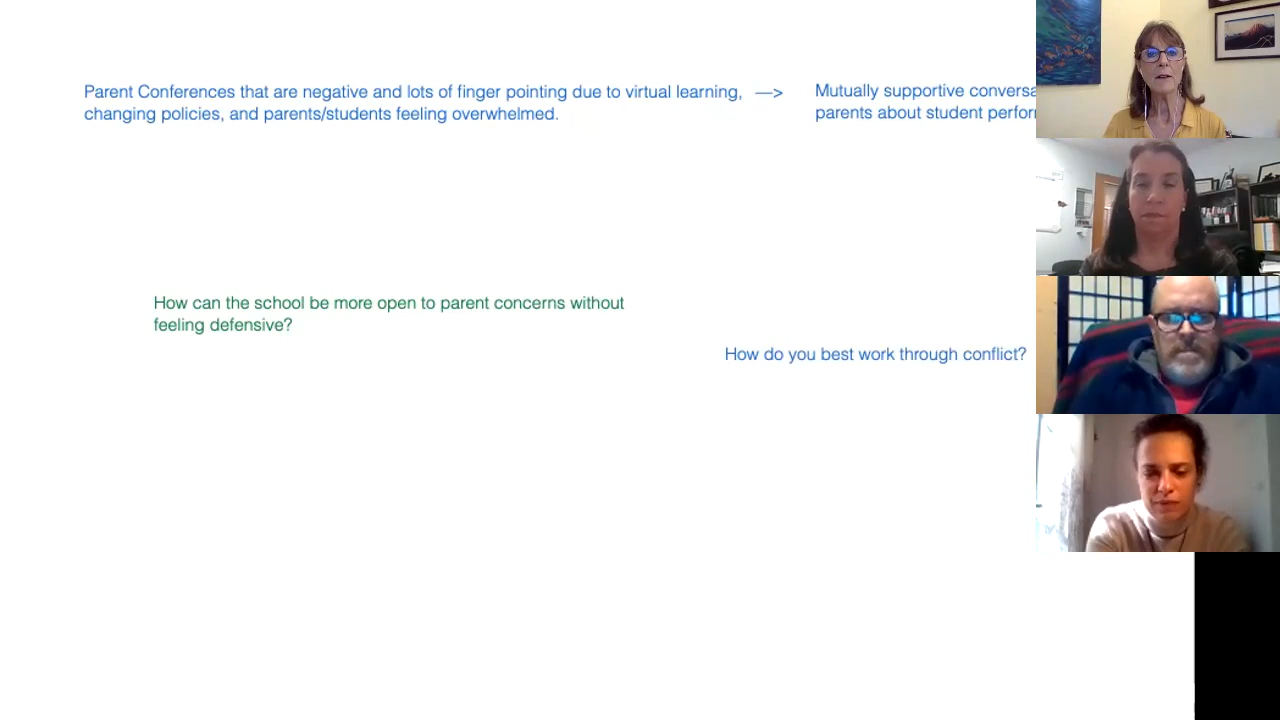 Parent Conferences that are negative and lots of finger pointing due to virtual learning, —>
changing policies, and parents/students feeling overwhelmed.
Mutually supportive
parents about student
How can the school be more open to parent concerns without
feeling defensive?
How do you best work through conflict?